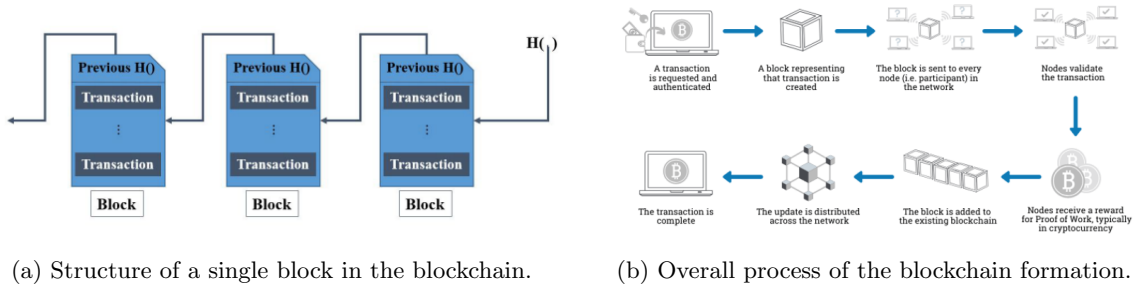 H( )
Previous H()
Transaction
⋮
Transaction
Block
Previous H()
Transaction
⋮
Transaction
Block
Previous H()
Transaction
⋮
Transaction
Block
(a) Structure of a single block in the blockchain.
A transaction
is requested and
authenticated
A block representing
that transaction is
created
The block is sent to every
node (i.e. participant) in
the network
Nodes validate
the transaction
Nodes receive a reward
for Proof of Work, typically
in cryptocurrency
The block is added to
the existing blockchain
The update is distributed
across the network
The transaction is
complete
(b) Overall process of the blockchain formation.